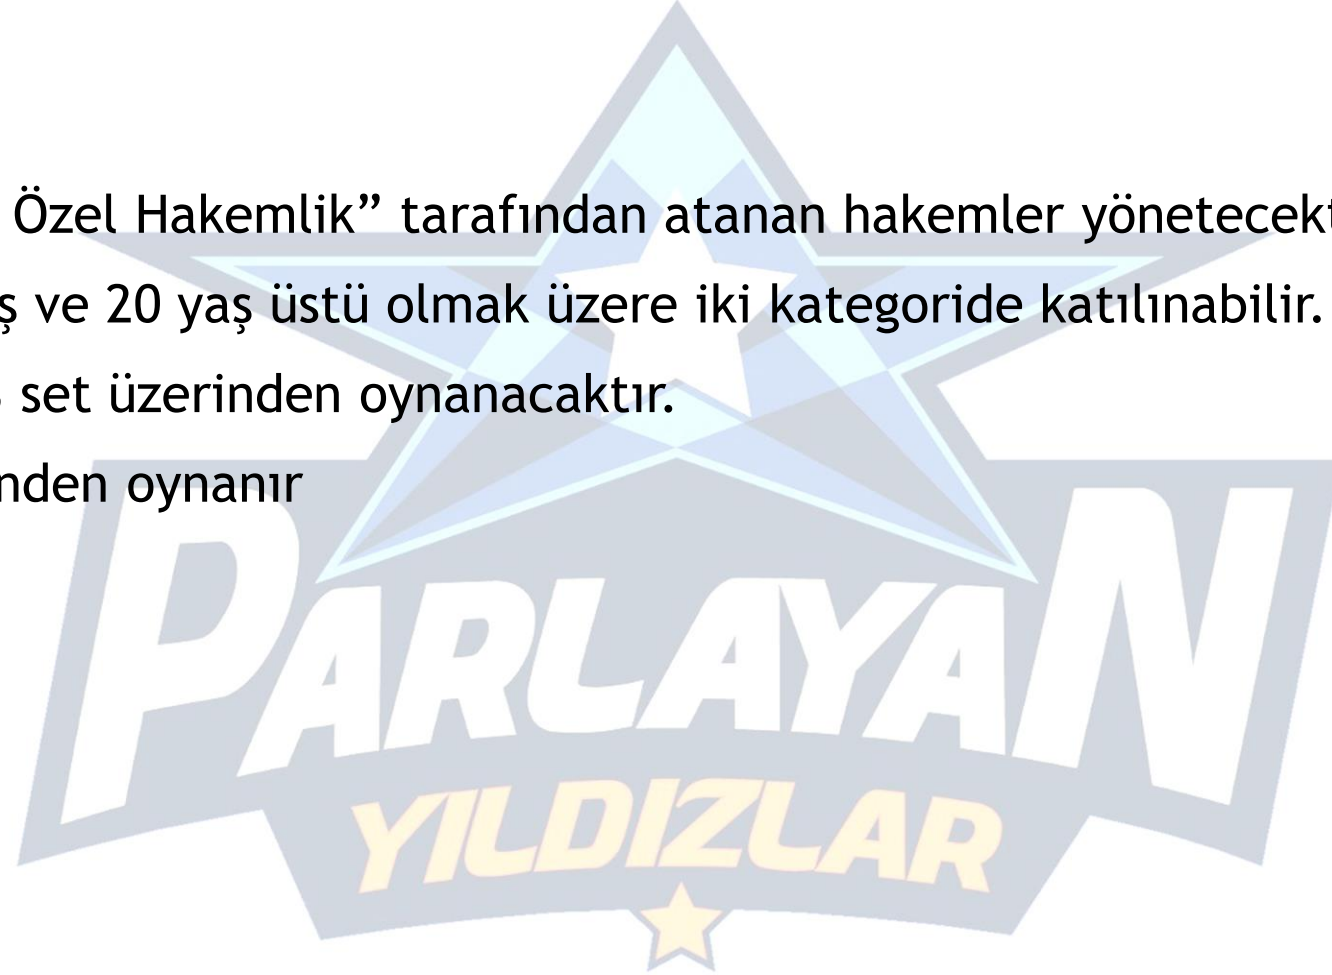 Özel Hakemlik” tarafından atanan hakemler yönetecekt
ş ve 20 yaş üstü olmak üzere iki kategoride katılınabilir.
set üzerinden oynanacaktır.
nden oynanır
PARLAYAN
YILDIZLAR